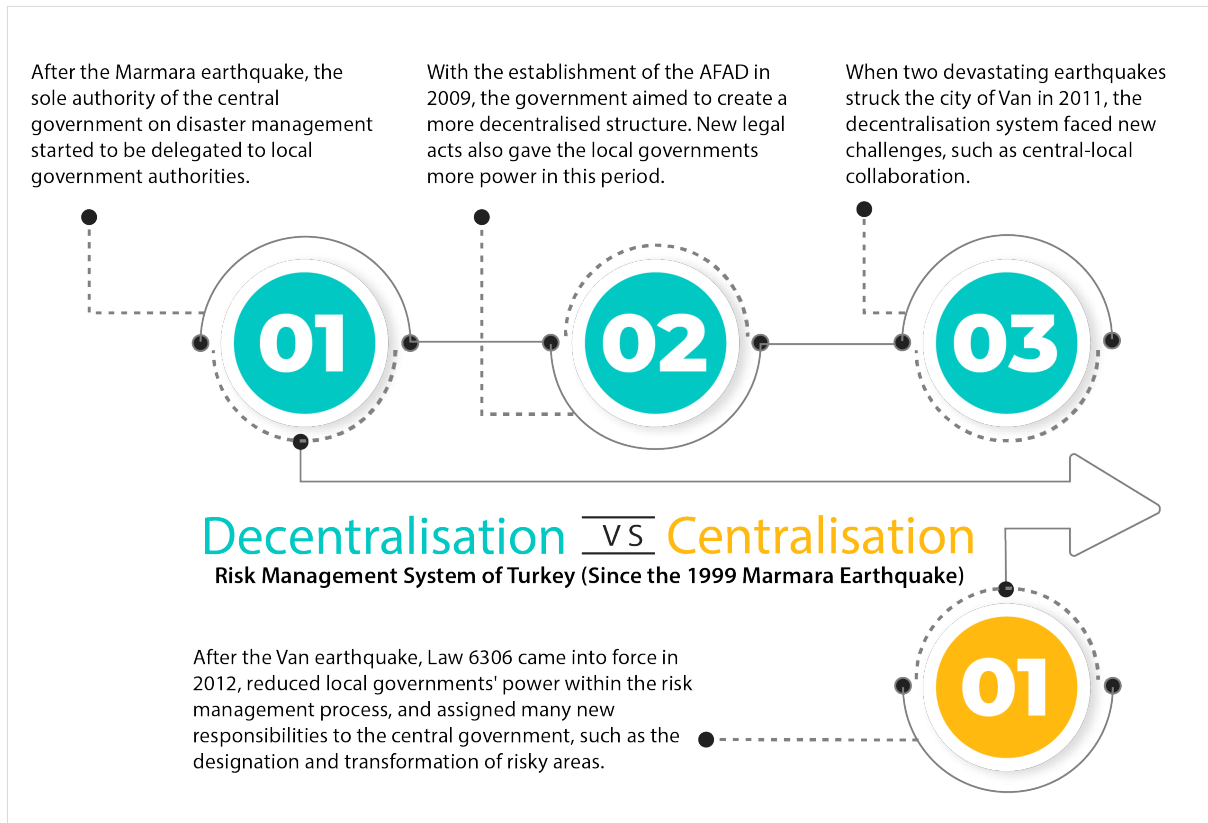 After the Marmara earthquake, the
sole authority of the central
government on disaster management
started to be delegated to local
government authorities.
With the establishment of the AFAD in
2009, the government aimed to create a
more decentralised structure. New legal
acts also gave the local governments
more power in this period.
When two devastating earthquakes
struck the city of Van in 2011, the
decentralisation system faced new
challenges, such as central-local
collaboration.
01
02
03
Decentralisation VS Centralisation
Risk Management System of Turkey (Since the 1999 Marmara Earthquake)
After the Van earthquake, Law 6306 came into force in
2012, reduced local governments' power within the risk
management process, and assigned many new
responsibilities to the central government, such as the
designation and transformation of risky areas.
01